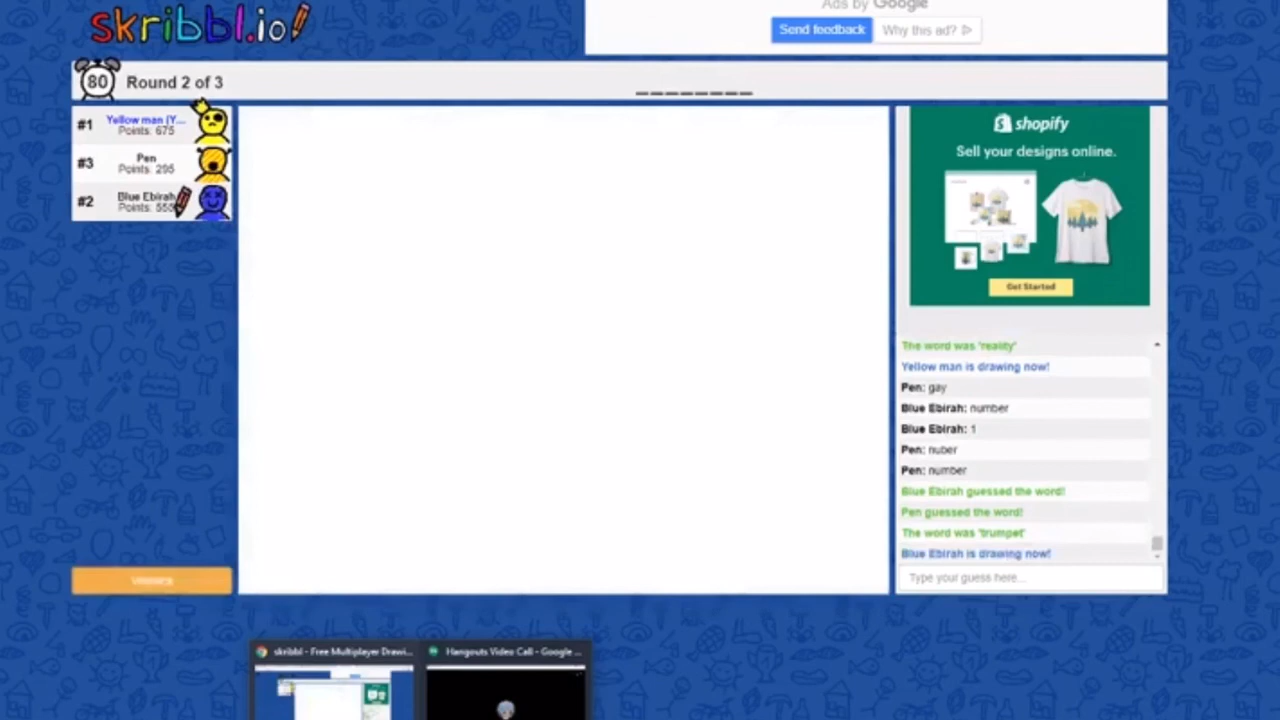 skribbl.io
Ads by Google
Send feedback
Why this ad?
80
Round 2 of 3
#1
Yellow man (Y...
Points: 675
#3
Pen
Points: 295
#2
Blue Ebirah
Points: 555
shopify
Sell your designs online.
Get Started
The word was 'reality'
Yellow man is drawing now!
Pen: gay
Blue Ebirah: number
Blue Ebirah: 1
Pen: nuber
Pen: number
Blue Ebirah guessed the word!
Pen guessed the word!
The word was 'trumpet'
Blue Ebirah is drawing now!
Type your guess here...
skribbl - Free Multiplayer Drawi...
Hangouts Video Call - Google ...